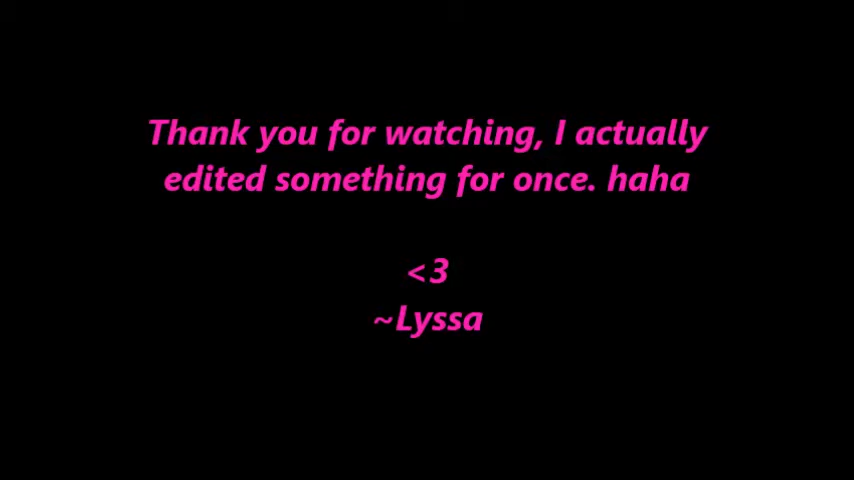 Thank you for watching, I actually
edited something for once. haha
<3
~Lyssa